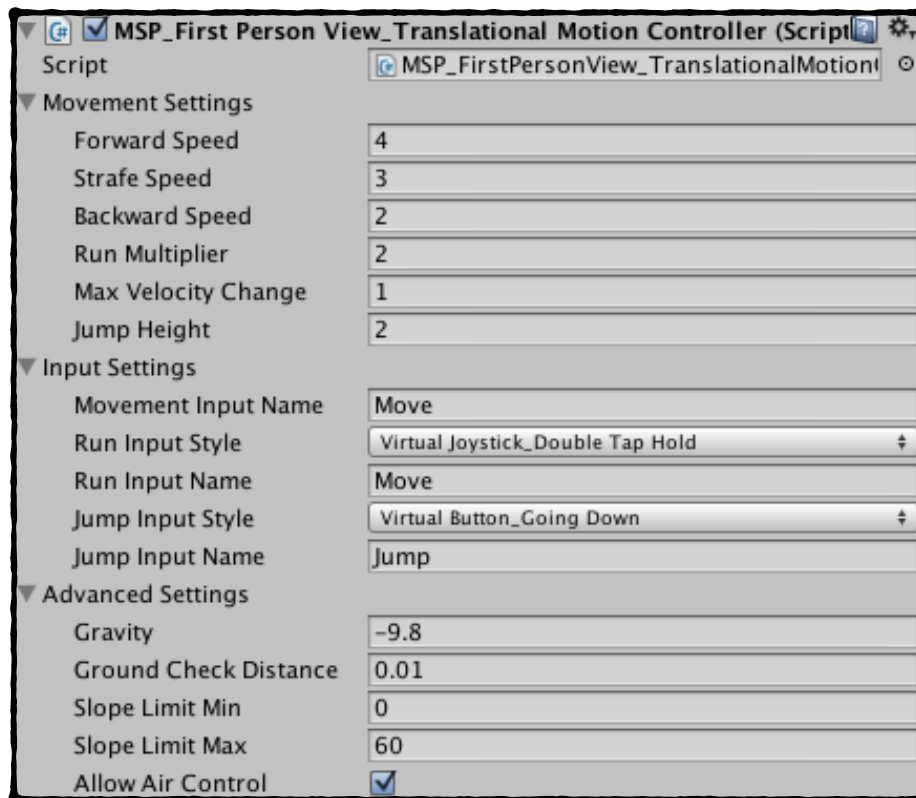 MSP_First Person View_Translational Motion Controller (Script
Script MSP_FirstPersonView_TranslationalMotion
Movement Settings
Forward Speed 4
Strafe Speed 3
Backward Speed 2
Run Multiplier 2
Max Velocity Change 1
Jump Height 2
Input Settings
Movement Input Name Move
Run Input Style Virtual Joystick_Double Tap Hold
Run Input Name Move
Jump Input Style Virtual Button_Going Down
Jump Input Name Jump
Advanced Settings
Gravity -9.8
Ground Check Distance 0.01
Slope Limit Min 0
Slope Limit Max 60
Allow Air Control